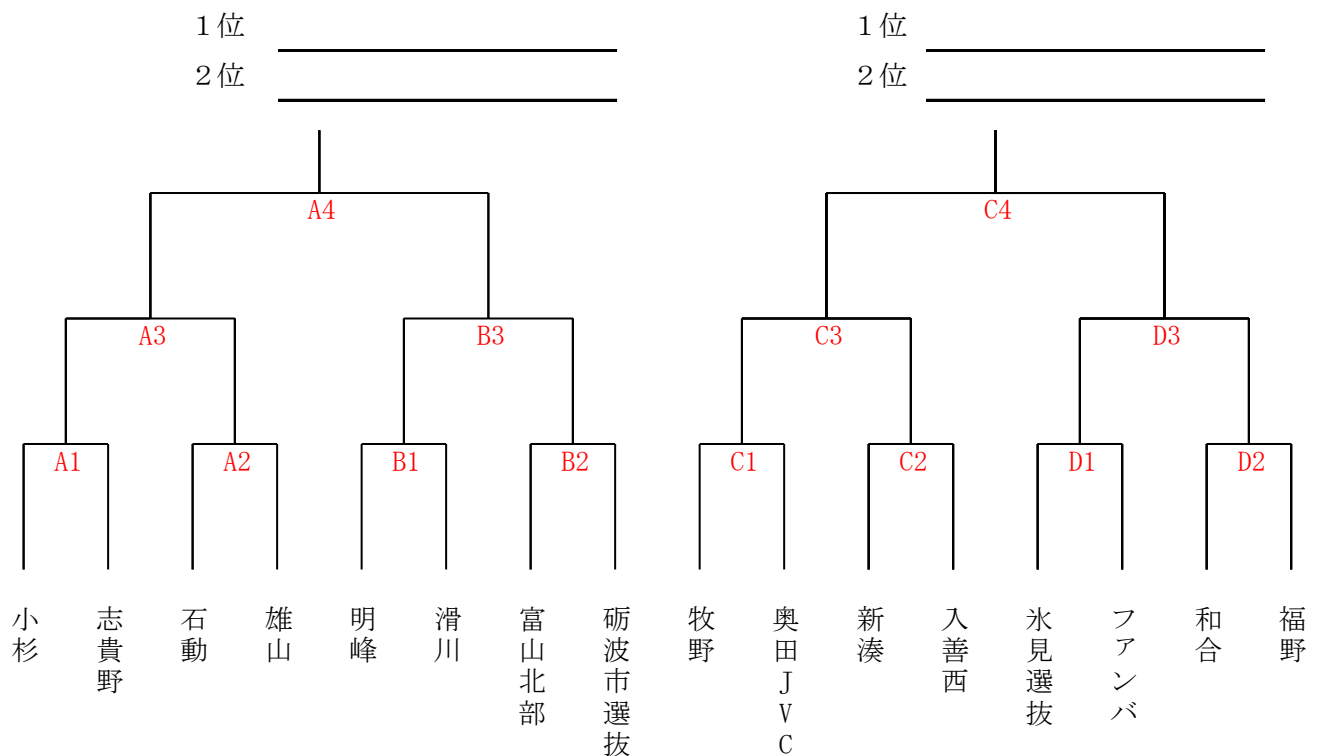 1位
1位
2位
2位
A4
C4
A3
B3
C3
D3
A1
A2
B1
B2
C1
C2
D1
D2
小杉
志貴野
石動
雄山
明峰
滑川
富山北部
砺波市選抜
牧野
奥田JVC
新湊
入善西
氷見選抜
ファンバ
和合
福野